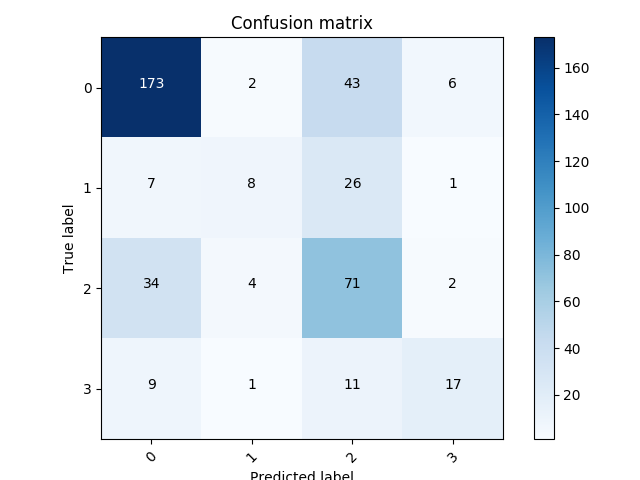 Confusion matrix
0 173 2 43 6
1 7 8 26 1
2 34 4 71 2
3 9 1 11 17
0 1 2 3
True label
Predicted label
160
140
120
100
80
60
40
20